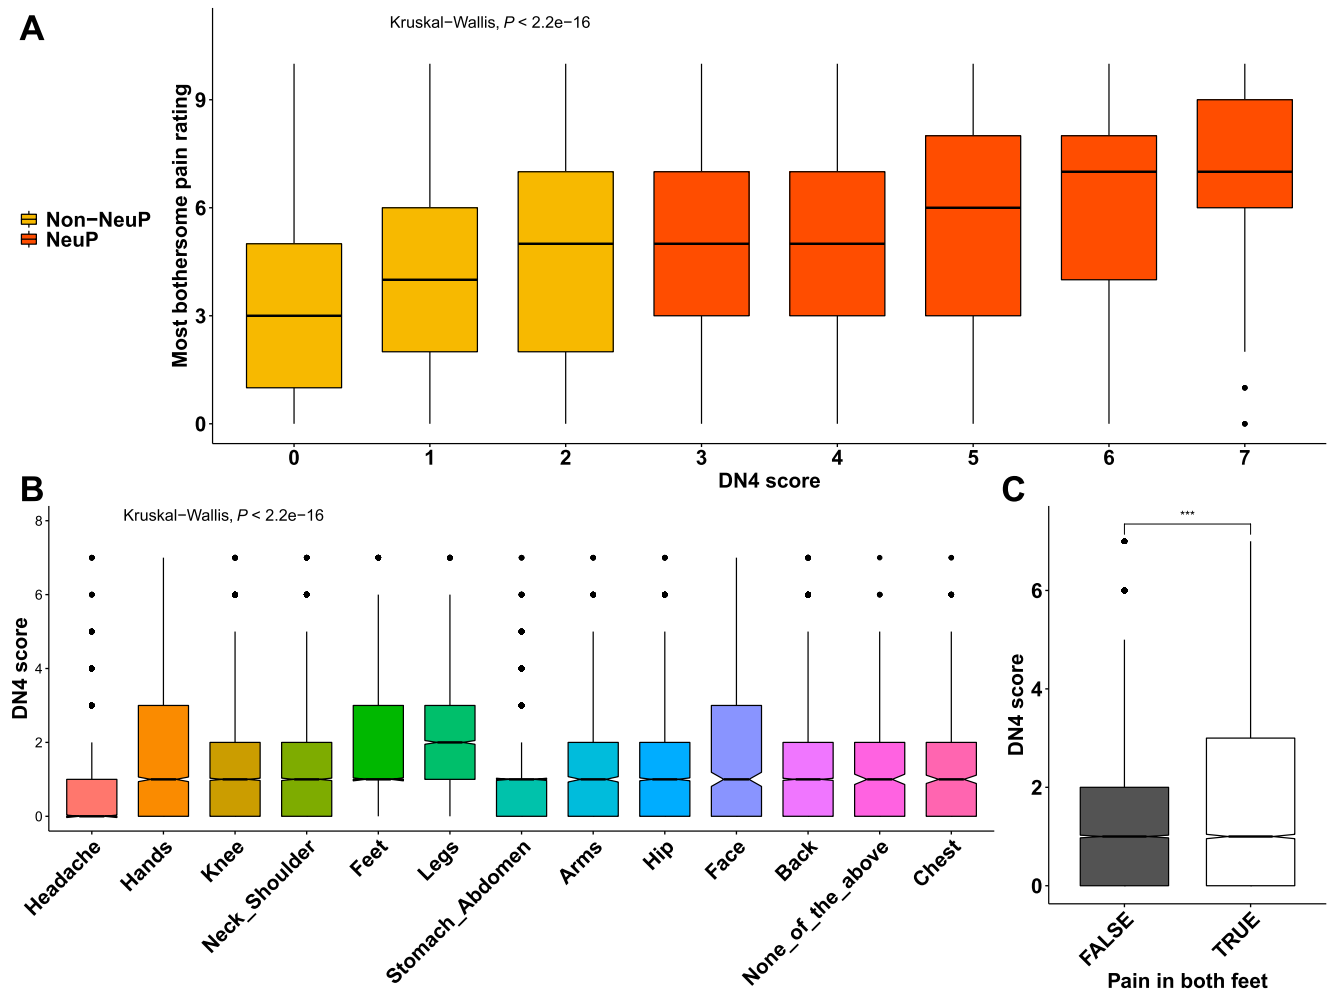 A
Kruskal−Wallis, P < 2.2e−16
Most bothersome pain rating
9
6
3
0
Non−NeuP
NeuP
0 1 2 3 4 5 6 7
DN4 score
B
Kruskal−Wallis, P < 2.2e−16
DN4 score
8
6
4
2
0
Headache
Hands
Knee
Neck_Shoulder
Feet
Legs
Stomach_Abdomen
Arms
Hip
Face
Back
None_of_the_above
Chest
C
***
DN4 score
6
4
2
0
FALSE
TRUE
Pain in both feet